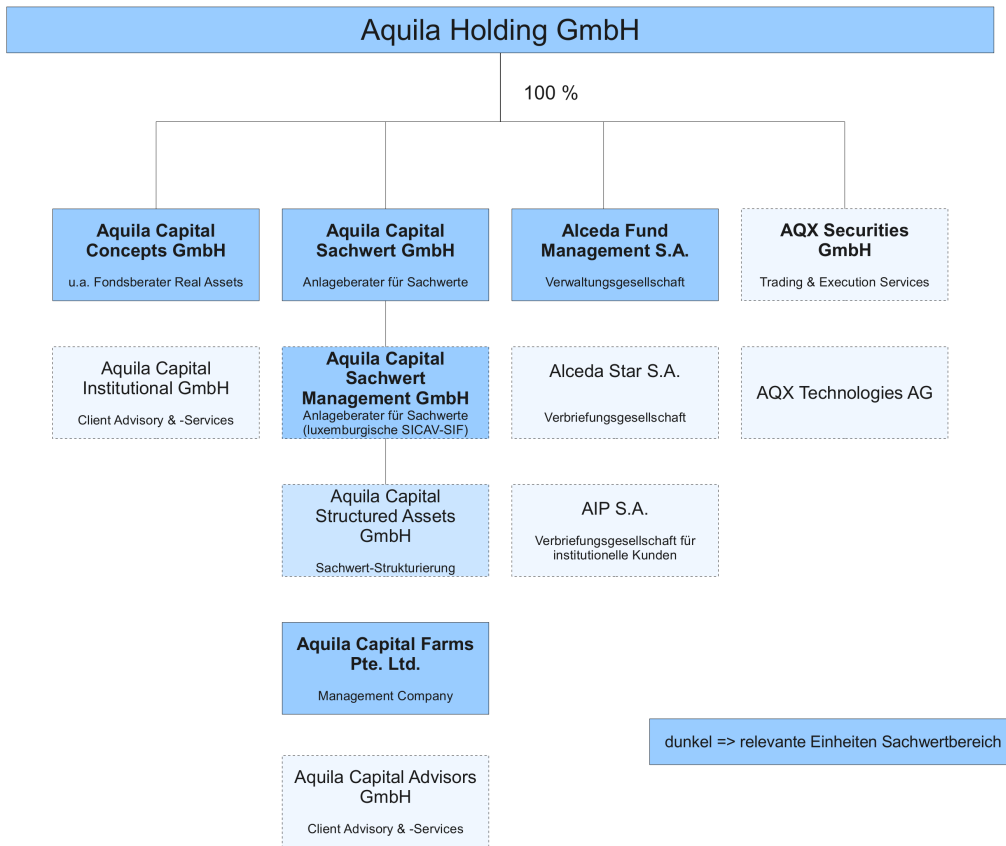 Aquila Holding GmbH
100 %
Aquila Capital
Concepts GmbH
u.a. Fondsberater Real Assets
Aquila Capital
Sachwert GmbH
Anlageberater für Sachwerte
Alceda Fund
Management S.A.
Verwaltungsgesellschaft
AQX Securities
GmbH
Trading & Execution Services
Aquila Capital
Institutional GmbH
Client Advisory & -Services
Aquila Capital
Sachwert
Management GmbH
Anlageberater für Sachwerte
(luxemburgische SICAV-SIF)
Alceda Star S.A.
Verbriefungsgesellschaft
AQX Technologies AG
Aquila Capital
Structured Assets
GmbH
Sachwert-Strukturierung
AIP S.A.
Verbriefungsgesellschaft für
institutionelle Kunden
Aquila Capital Farms
Pte. Ltd.
Management Company
dunkel => relevante Einheiten Sachwertbereich
Aquila Capital Advisors
GmbH
Client Advisory & -Services